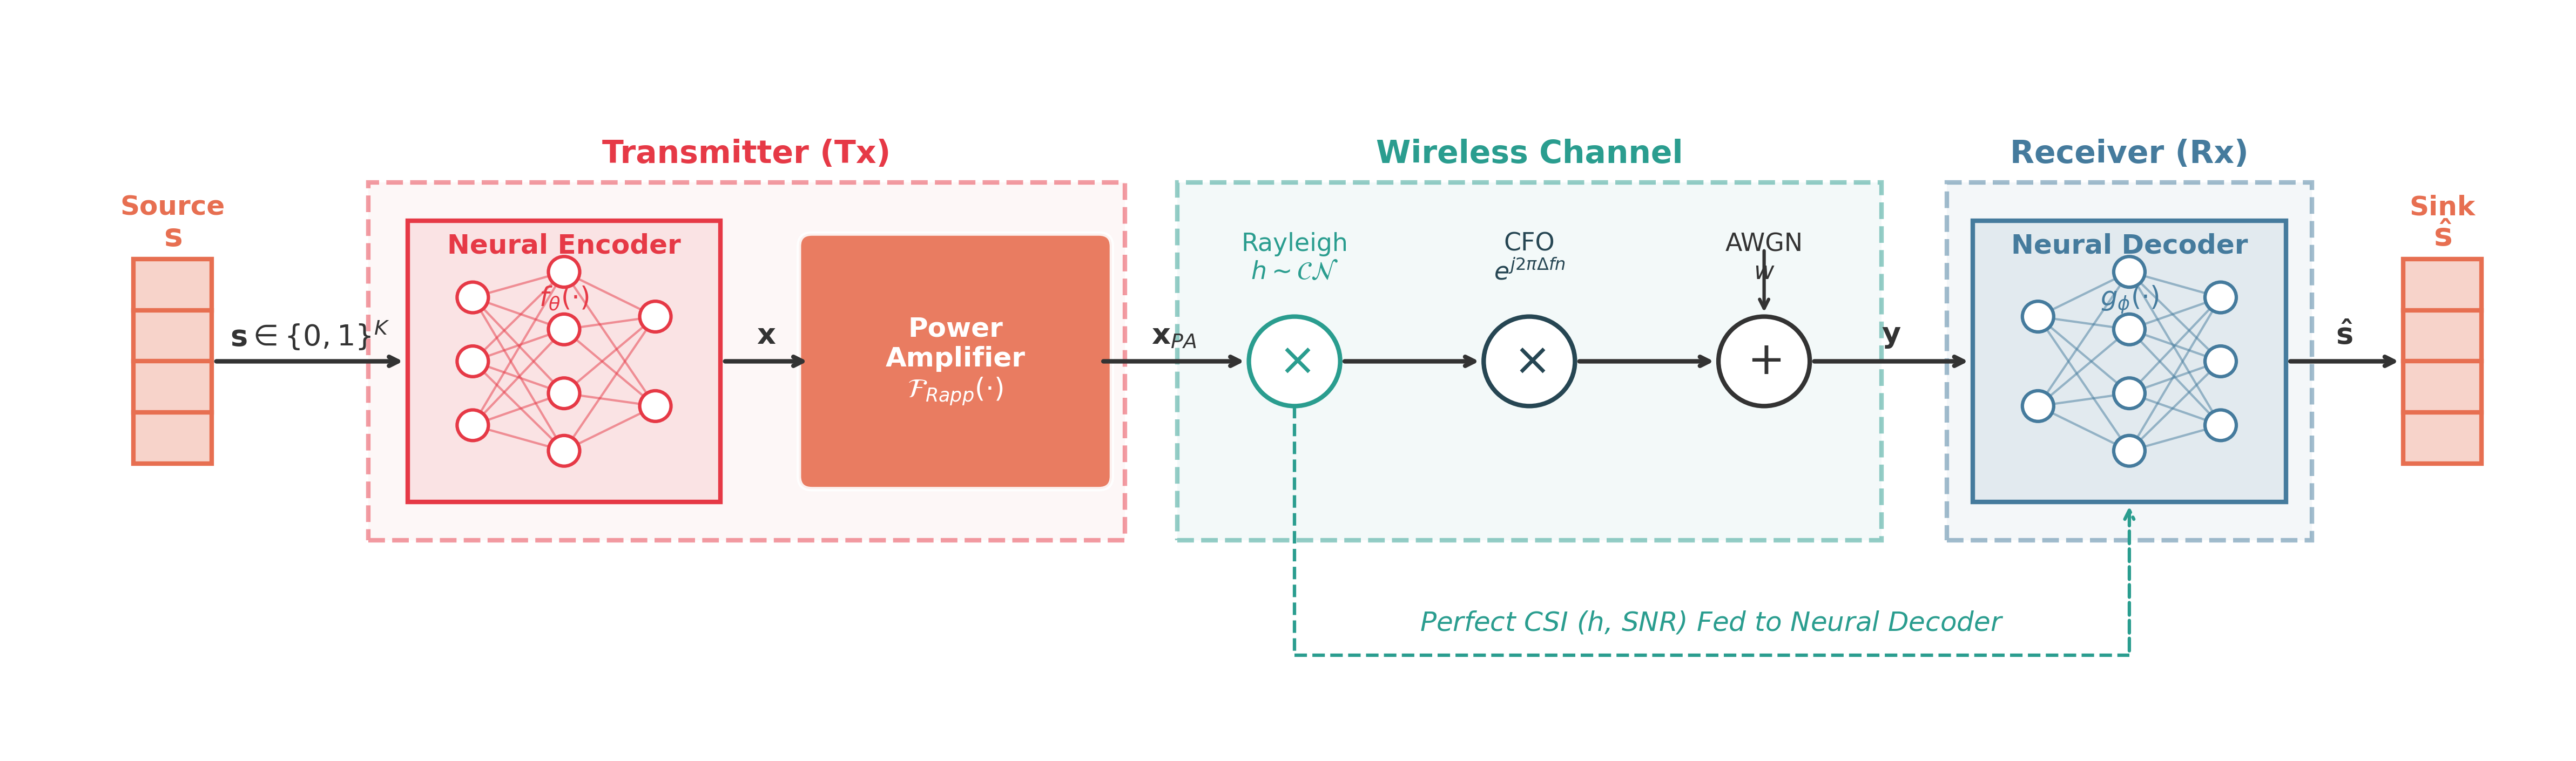 Transmitter (Tx)
Wireless Channel
Receiver (Rx)
Source
s
s ∈ {0, 1}^K
Neural Encoder
f_θ(·)
x
Power
Amplifier
ℱ_Rapp(·)
x_PA
Rayleigh
h ~ 𝒞𝒩
×
CFO
e^{j2πΔfn}
×
AWGN
w
+
y
Neural Decoder
g_ϕ(·)
ŝ
Sink
ŝ
Perfect CSI (h, SNR) Fed to Neural Decoder